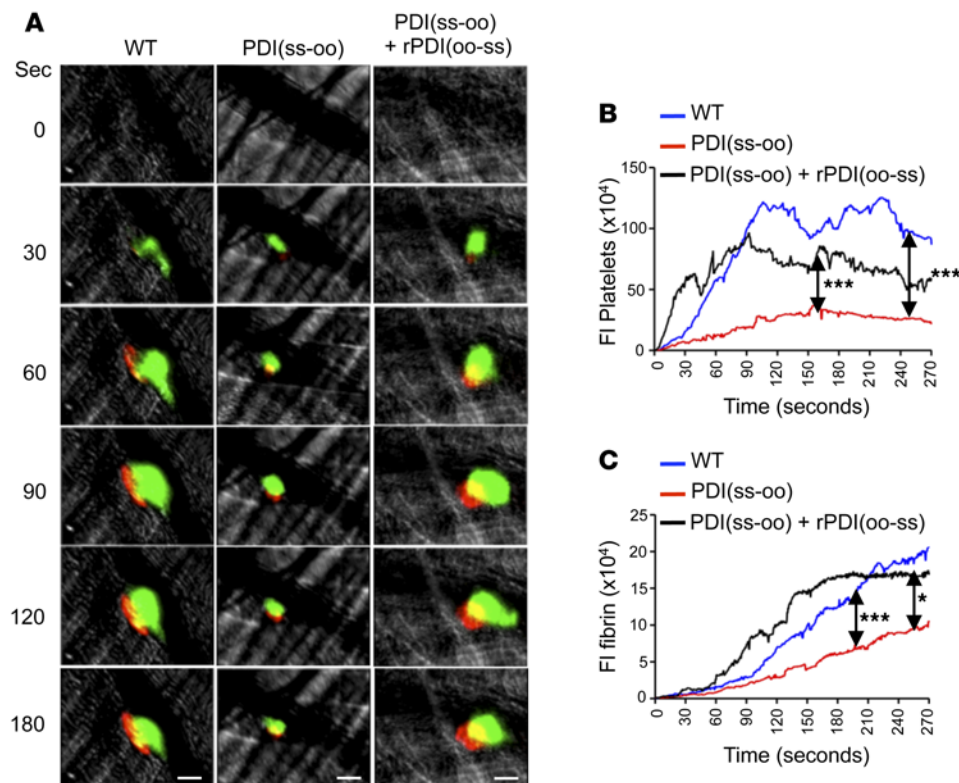 A
WT
PDI(ss-oo)
PDI(ss-oo)
+ rPDI(oo-ss)
Sec
0
30
60
90
120
180
B
WT
PDI(ss-oo)
PDI(ss-oo) + rPDI(oo-ss)
FI Platelets (x10⁴)
150
100
50
0
***
***
0 30 60 90 120 150 180 210 240 270
Time (seconds)
C
WT
PDI(ss-oo)
PDI(ss-oo) + rPDI(oo-ss)
FI fibrin (x10⁴)
25
20
15
10
5
0
***
*
0 30 60 90 120 150 180 210 240 270
Time (seconds)